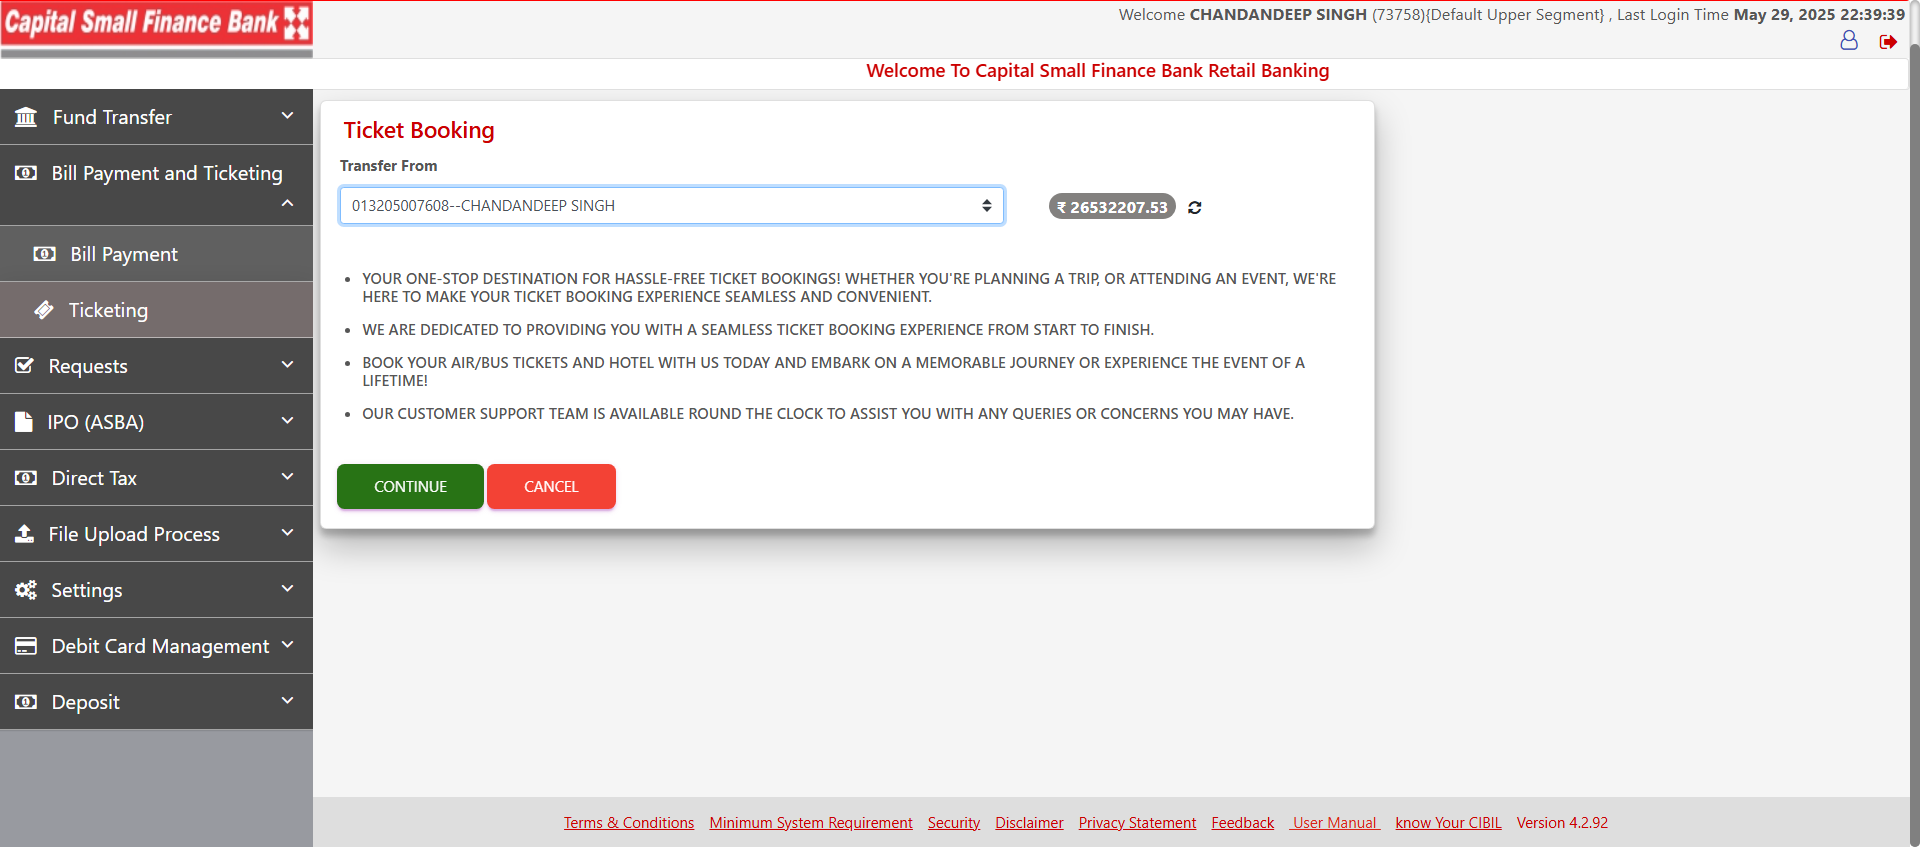 Capital Small Finance Bank
Welcome CHANDANDEEP SINGH (73758){Default Upper Segment} , Last Login Time May 29, 2025 22:39:39
Welcome To Capital Small Finance Bank Retail Banking
Fund Transfer
Bill Payment and Ticketing
Bill Payment
Ticketing
Requests
IPO (ASBA)
Direct Tax
File Upload Process
Settings
Debit Card Management
Deposit
Ticket Booking
Transfer From
013205007608--CHANDANDEEP SINGH
₹ 26532207.53
YOUR ONE-STOP DESTINATION FOR HASSLE-FREE TICKET BOOKINGS! WHETHER YOU'RE PLANNING A TRIP, OR ATTENDING AN EVENT, WE'RE
HERE TO MAKE YOUR TICKET BOOKING EXPERIENCE SEAMLESS AND CONVENIENT.
WE ARE DEDICATED TO PROVIDING YOU WITH A SEAMLESS TICKET BOOKING EXPERIENCE FROM START TO FINISH.
BOOK YOUR AIR/BUS TICKETS AND HOTEL WITH US TODAY AND EMBARK ON A MEMORABLE JOURNEY OR EXPERIENCE THE EVENT OF A
LIFETIME!
OUR CUSTOMER SUPPORT TEAM IS AVAILABLE ROUND THE CLOCK TO ASSIST YOU WITH ANY QUERIES OR CONCERNS YOU MAY HAVE.
CONTINUE CANCEL
Terms & Conditions Minimum System Requirement Security Disclaimer Privacy Statement Feedback User Manual know Your CIBIL Version 4.2.92